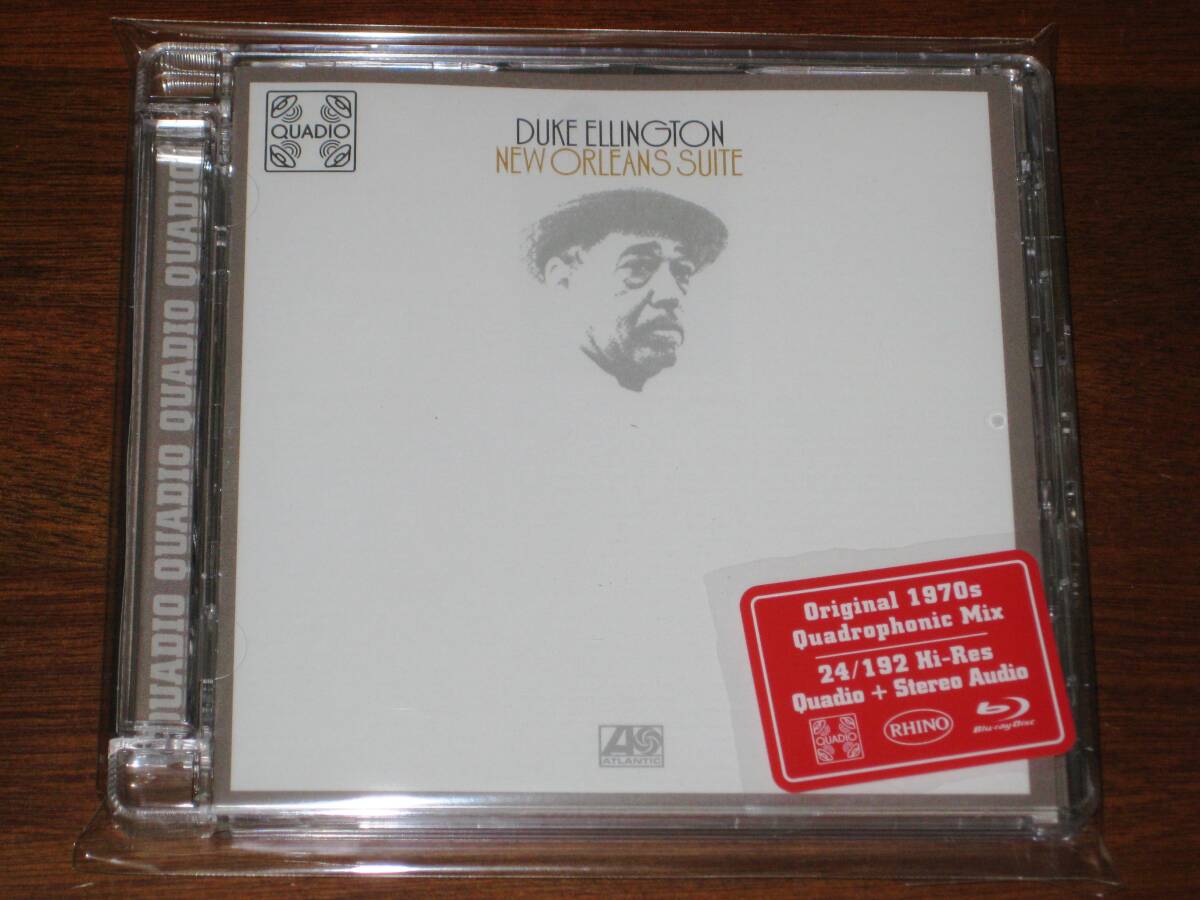 QUADIO
DUKE ELLINGTON
NEW ORLEANS SUITE
QUADIO QUADIO QUADIO QUADIO
Original 1970s
Quadrophonic Mix
24/192 Hi-Res
Quadio + Stereo Audio
QUADIO
RHINO
Blu-ray Disc
ATLANTIC